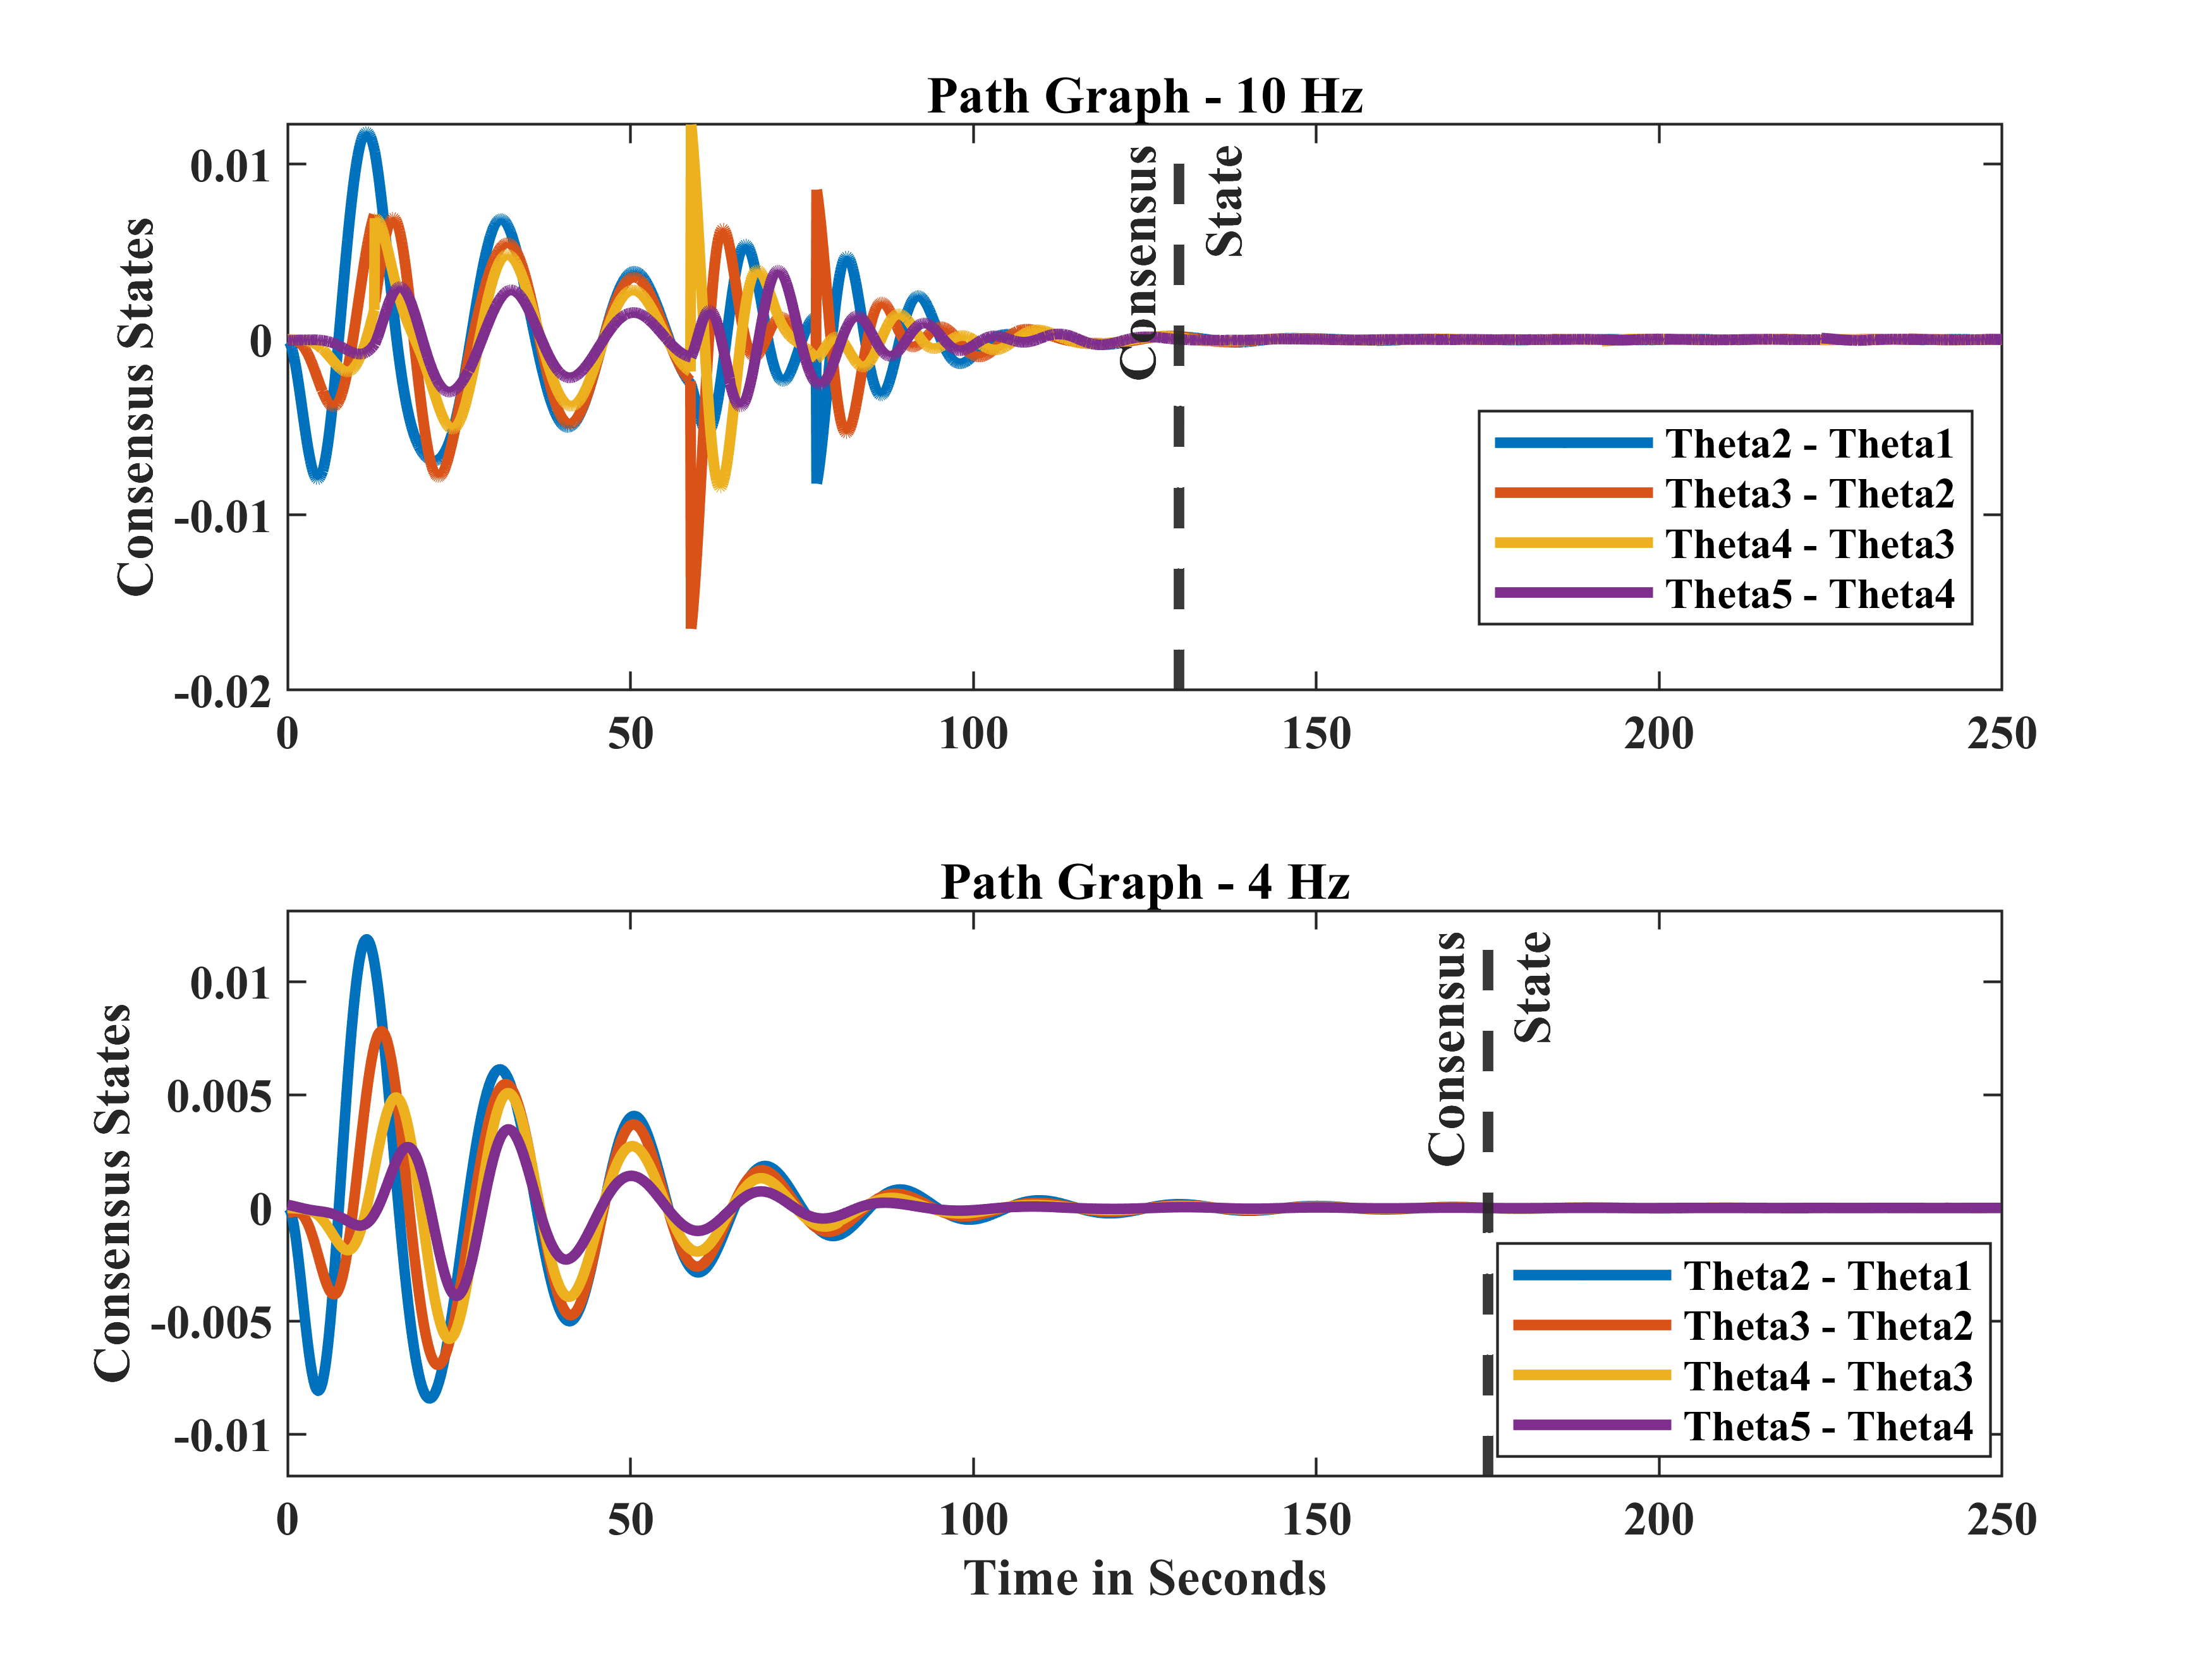 Path Graph - 10 Hz
Consensus States
0.01
0
-0.01
-0.02
0
50
100
150
200
250
Consensus
State
Theta2 - Theta1
Theta3 - Theta2
Theta4 - Theta3
Theta5 - Theta4
Path Graph - 4 Hz
Consensus States
0.01
0.005
0
-0.005
-0.01
0
50
100
150
200
250
Consensus
State
Theta2 - Theta1
Theta3 - Theta2
Theta4 - Theta3
Theta5 - Theta4
Time in Seconds